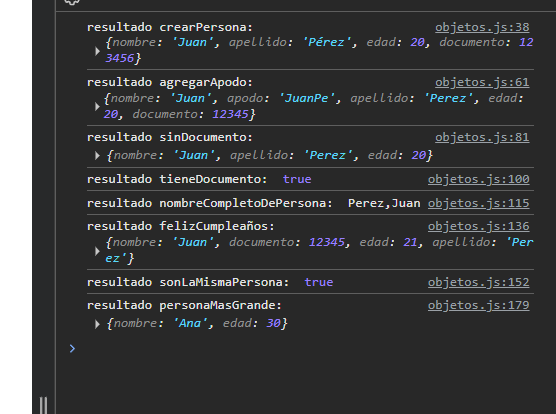 resultado crearPersona: objetos.js:38
{nombre: 'Juan', apellido: 'Pérez', edad: 20, documento: 12
3456}
resultado agregarApodo: objetos.js:61
{nombre: 'Juan', apodo: 'JuanPe', apellido: 'Perez', edad:
20, documento: 12345}
resultado sinDocumento: objetos.js:81
{nombre: 'Juan', apellido: 'Perez', edad: 20}
resultado tieneDocumento: true objetos.js:100
resultado nombreCompletoDePersona: Perez,Juan objetos.js:115
resultado felizCumpleaños: objetos.js:136
{nombre: 'Juan', documento: 12345, edad: 21, apellido: 'Per
ez'}
resultado sonLaMismaPersona: true objetos.js:152
resultado personaMasGrande: objetos.js:179
{nombre: 'Ana', edad: 30}